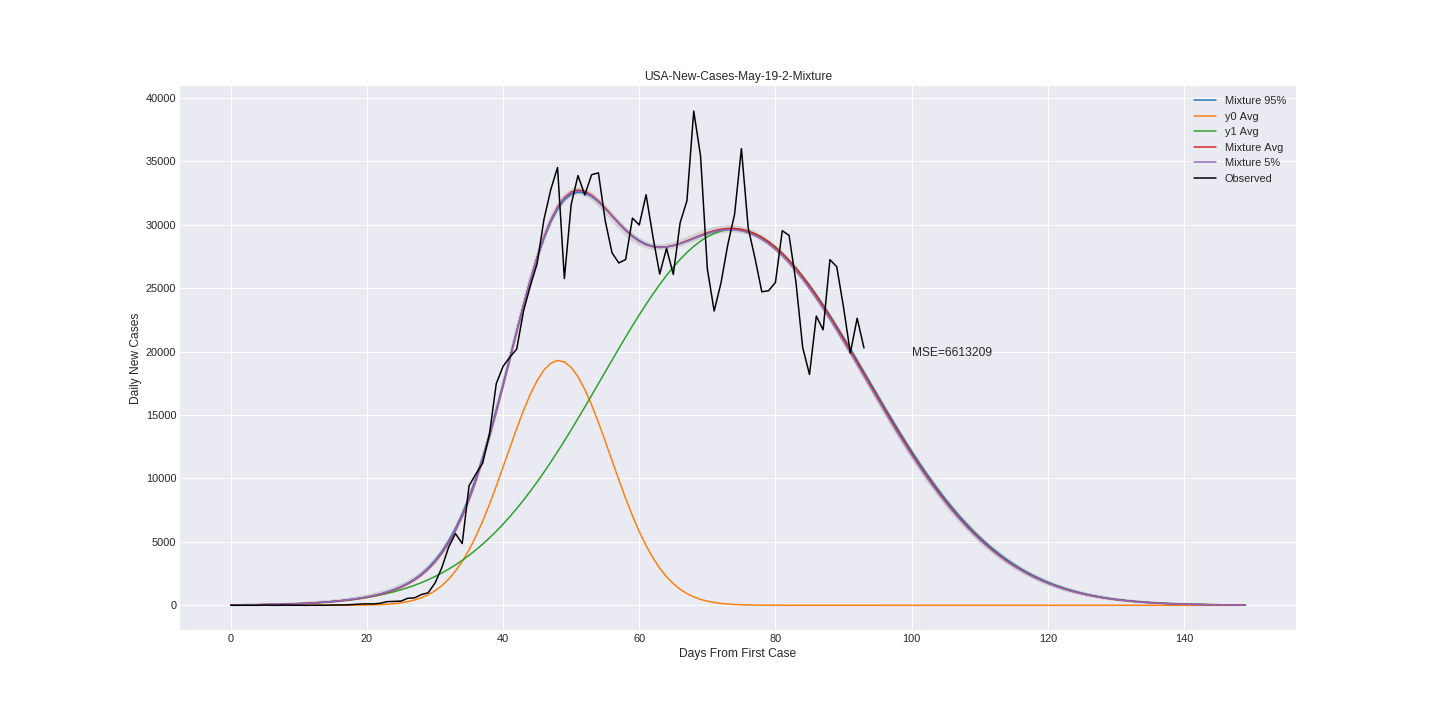 USA-New-Cases-May-19-2-Mixture
40000
35000
30000
25000
20000
15000
10000
5000
0
Daily New Cases
Mixture 95%
y0 Avg
y1 Avg
Mixture Avg
Mixture 5%
Observed
MSE=6613209
0 20 40 60 80 100 120 140
Days From First Case